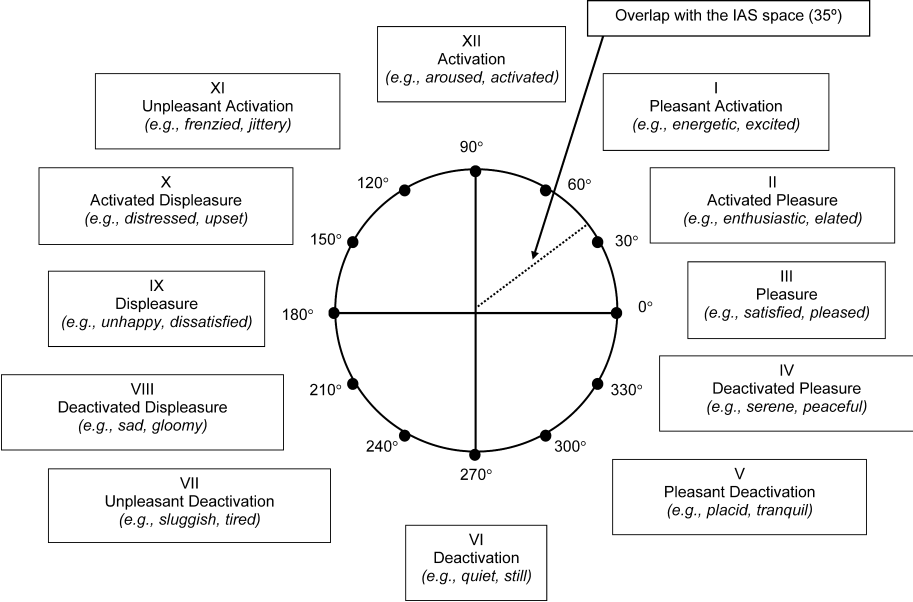 Overlap with the IAS space (35º)
XII
Activation
(e.g., aroused, activated)
XI
Unpleasant Activation
(e.g., frenzied, jittery)
I
Pleasant Activation
(e.g., energetic, excited)
90°
120°
60°
X
Activated Displeasure
(e.g., distressed, upset)
II
Activated Pleasure
(e.g., enthusiastic, elated)
150°
30°
IX
Displeasure
(e.g., unhappy, dissatisfied)
III
Pleasure
(e.g., satisfied, pleased)
180°
0°
VIII
Deactivated Displeasure
(e.g., sad, gloomy)
IV
Deactivated Pleasure
(e.g., serene, peaceful)
210°
330°
240°
300°
270°
VII
Unpleasant Deactivation
(e.g., sluggish, tired)
V
Pleasant Deactivation
(e.g., placid, tranquil)
VI
Deactivation
(e.g., quiet, still)